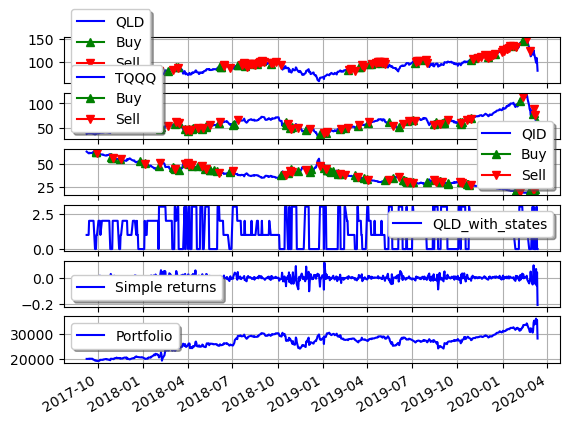 QLD
Buy
Sell
150
100
TQQQ
Buy
Sell
100
50
QID
Buy
Sell
50
25
QLD_with_states
2.5
0.0
Simple returns
0.0
−0.2
Portfolio
30000
20000
2017-10 2018-01 2018-04 2018-07 2018-10 2019-01 2019-04 2019-07 2019-10 2020-01 2020-04